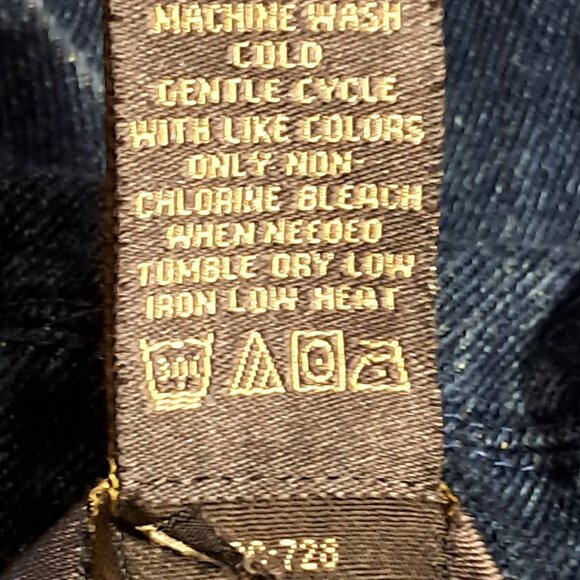 MACHINE WASH
COLD
GENTLE CYCLE
WITH LIKE COLORS
ONLY NON-
CHLORINE BLEACH
WHEN NEEDED
TUMBLE DRY LOW
IRON LOW HEAT